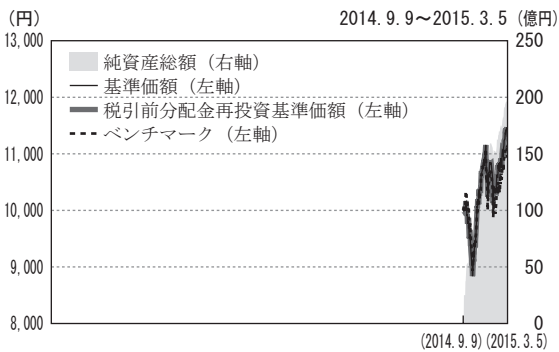 （円） 2014.9.9～2015.3.5（億円）
13,000 250
純資産総額（右軸）
基準価額（左軸）
12,000 200
税引前分配金再投資基準価額（左軸）
ベンチマーク（左軸）
11,000 150
10,000 100
9,000 50
8,000 0
(2014.9.9) (2015.3.5)